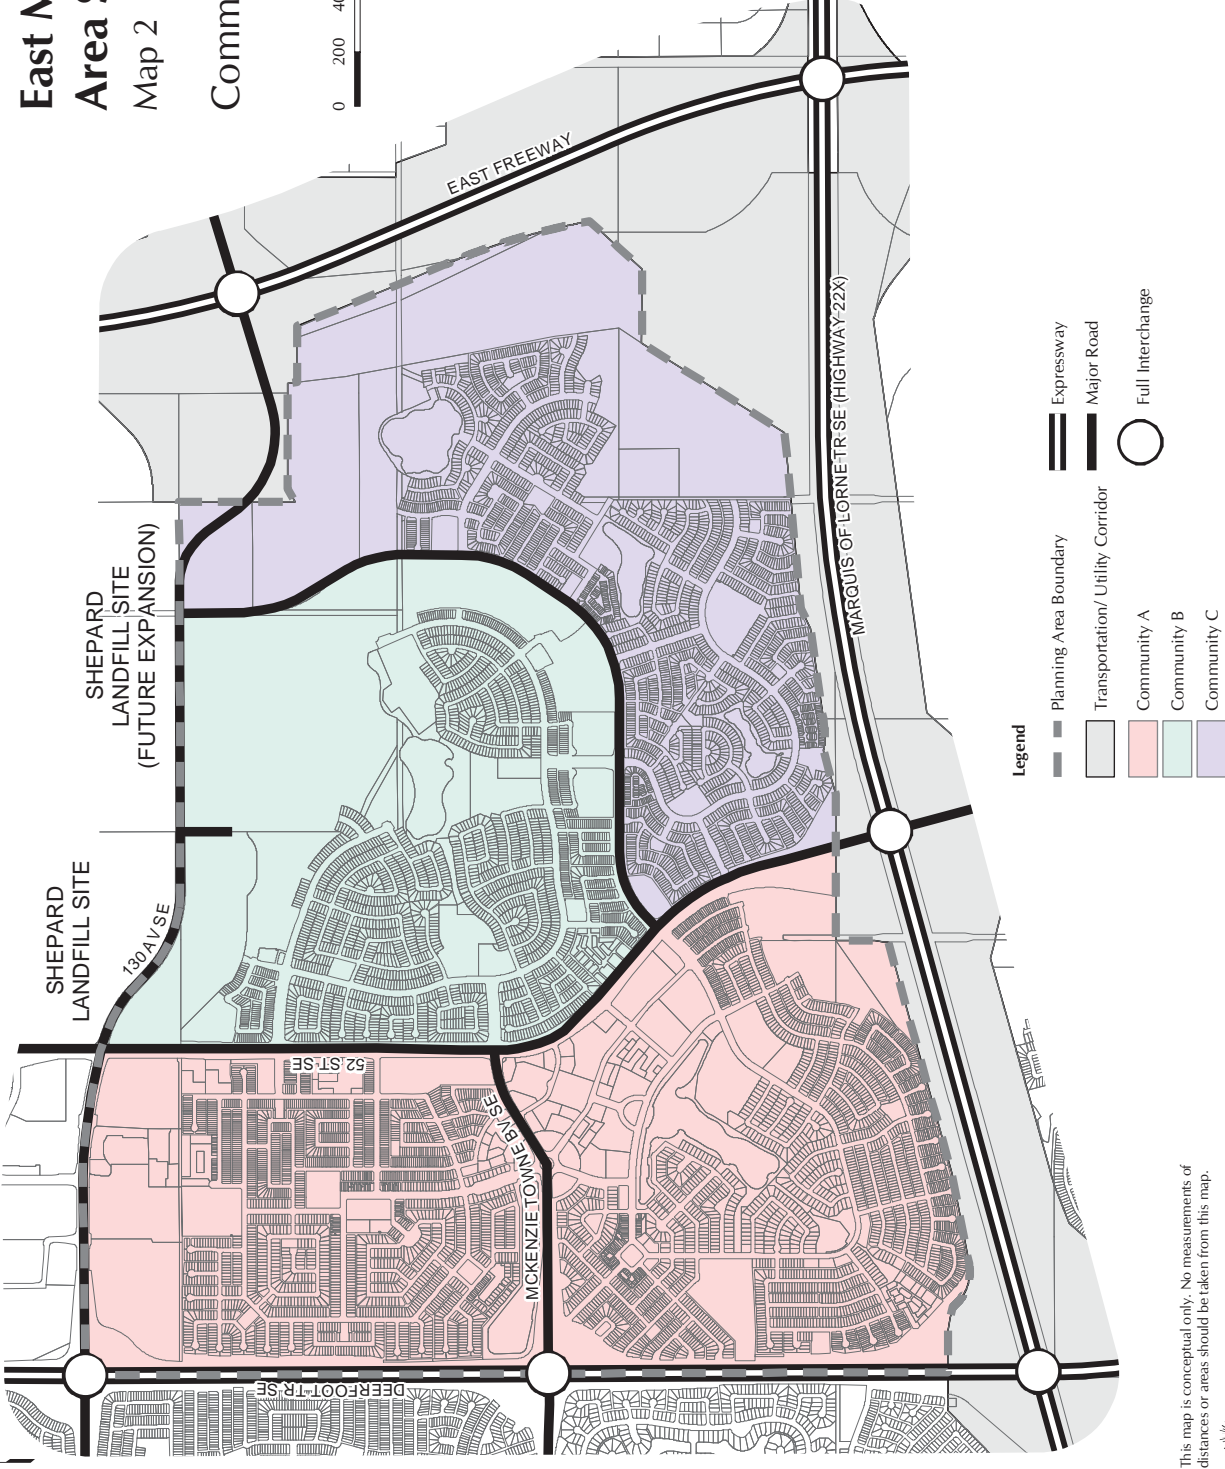 East M
Area S
Map 2
Comm
0 200 40
SHEPARD
LANDFILL SITE
SHEPARD
LANDFILL SITE
(FUTURE EXPANSION)
130 AV SE
EAST FREEWAY
52 ST SE
MCKENZIE TOWNE BV SE
DEERFOOT TR SE
MARQUIS OF LORNE TR SE (HIGHWAY 22X)
Legend
Planning Area Boundary
Transportation/ Utility Corridor
Community A
Community B
Community C
Expressway
Major Road
Full Interchange
This map is conceptual only. No measurements of
distances or areas should be taken from this map.